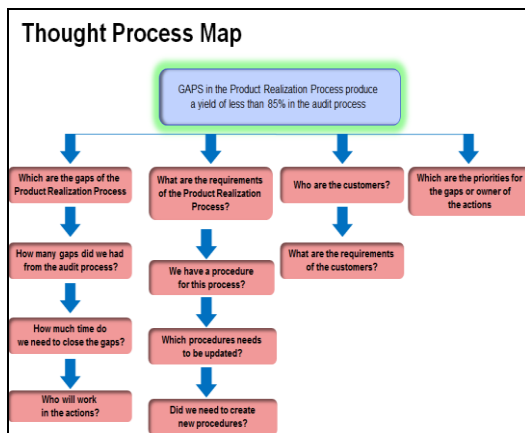 Thought Process Map
GAPS in the Product Realization Process produce
a yield of less than 85% in the audit process
Which are the gaps of the
Product Realization Process
What are the requirements
of the Product Realization
Process?
Who are the customers?
Which are the priorities for
the gaps or owner of
the actions
How many gaps did we had
from the audit process?
We have a procedure
for this process?
What are the requirements
of the customers?
How much time do
we need to close the gaps?
Which procedures needs
to be updated?
Who will work
in the actions?
Did we need to create
new procedures?